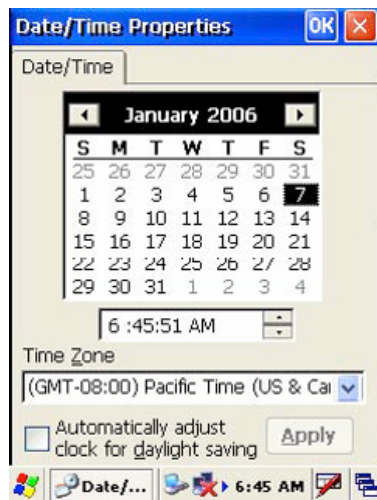 Date/Time Properties OK
Date/Time
January 2006
S M T W T F S
25 26 27 28 29 30 31
1 2 3 4 5 6 7
8 9 10 11 12 13 14
15 16 17 18 19 20 21
22 23 24 25 26 27 28
29 30 31 1 2 3 4
6 :45:51 AM
Time Zone
(GMT-08:00) Pacific Time (US & Ca
Automatically adjust
clock for daylight saving
Apply
Date/... 6:45 AM